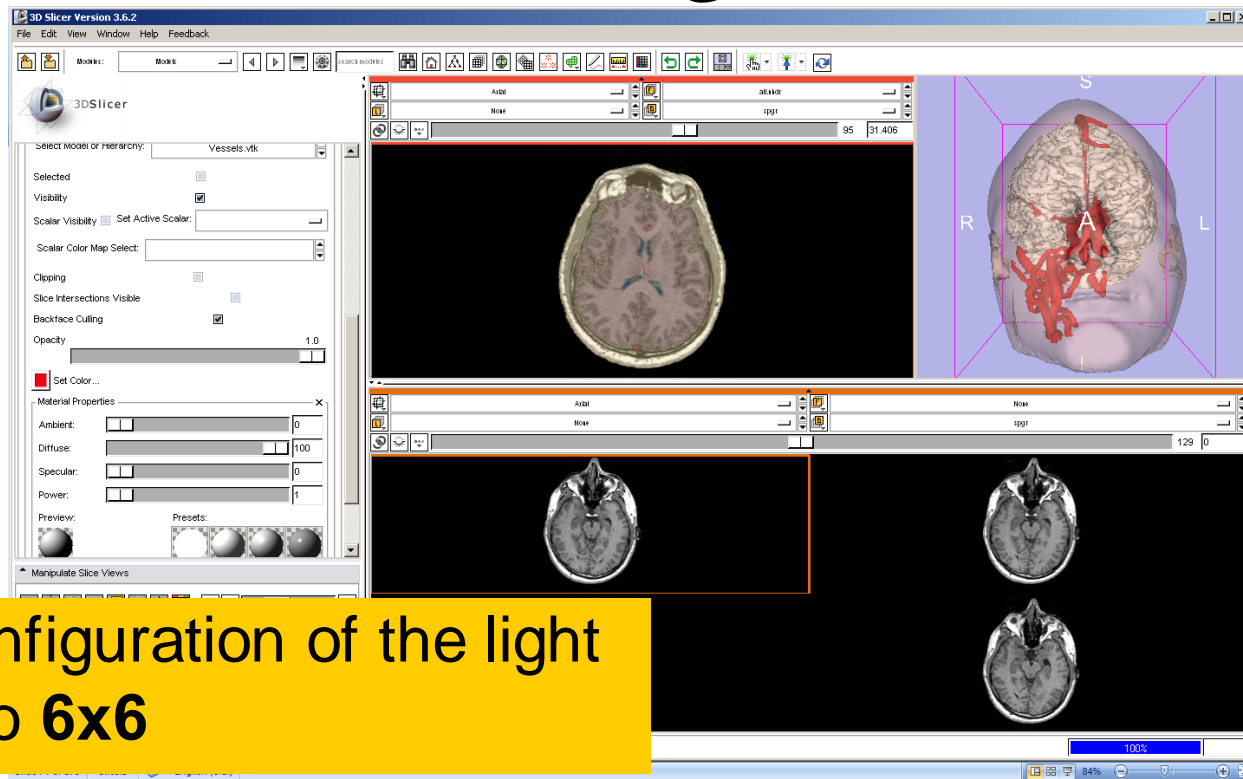 3D Slicer Version 3.6.2
File Edit View Window Help Feedback
Modules: Models search modules
3DSlicer
Select Model or Hierarchy: Vessels.vtk
Selected
Visibility
Scalar Visibility Set Active Scalar:
Scalar Color Map Select:
Clipping
Slice Intersections Visible
Backface Culling
Opacity 1.0
Set Color...
Material Properties
Ambient: 0
Diffuse: 100
Specular: 0
Power: 1
Preview: Presets:
Manipulate Slice Views
Axial all.nhdr
None spgr
95 31.406
S
R A L
I
Axial None
None spgr
129 0
nfiguration of the light
o 6x6
100%
84%